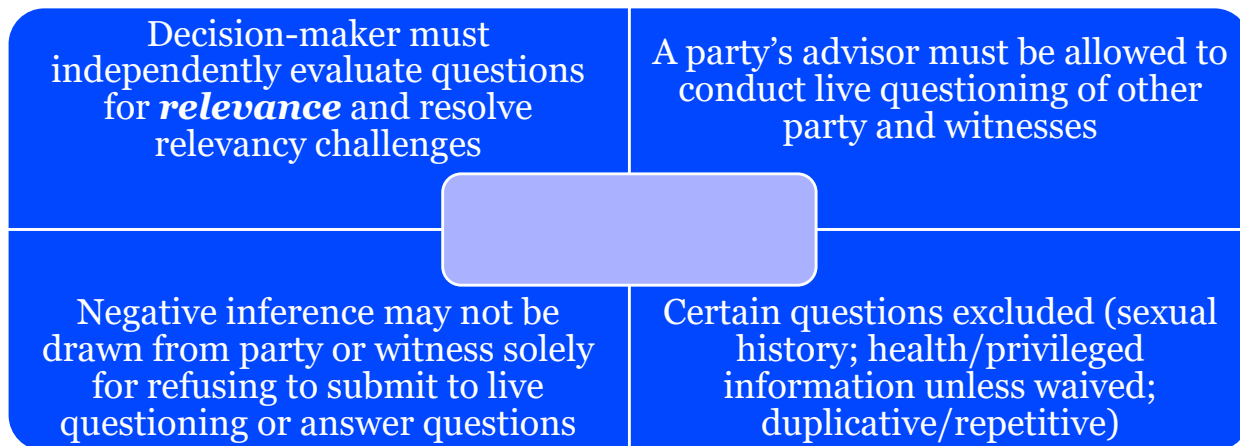 Decision-maker must
independently evaluate questions
for relevance and resolve
relevancy challenges
A party’s advisor must be allowed to
conduct live questioning of other
party and witnesses
Negative inference may not be
drawn from party or witness solely
for refusing to submit to live
questioning or answer questions
Certain questions excluded (sexual
history; health/privileged
information unless waived;
duplicative/repetitive)